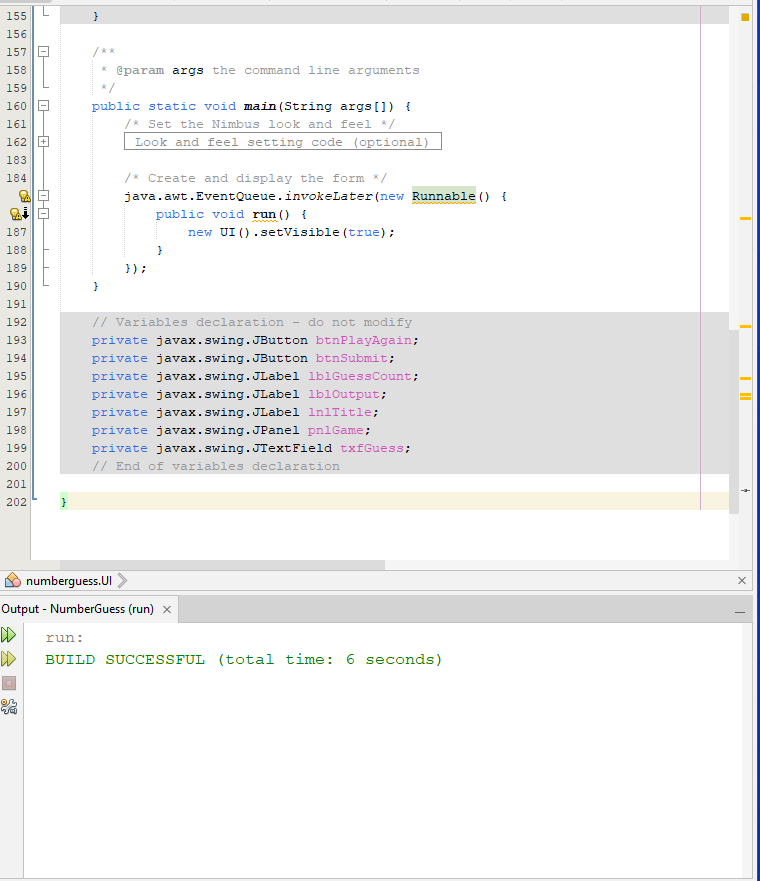 155 }
156
157 /**
158 * @param args the command line arguments
159 */
160 public static void main(String args[]) {
161 /* Set the Nimbus look and feel */
162 Look and feel setting code (optional)
183
184 /* Create and display the form */
java.awt.EventQueue.invokeLater(new Runnable() {
public void run() {
187 new UI().setVisible(true);
188 }
189 });
190 }
191
192 // Variables declaration - do not modify
193 private javax.swing.JButton btnPlayAgain;
194 private javax.swing.JButton btnSubmit;
195 private javax.swing.JLabel lblGuessCount;
196 private javax.swing.JLabel lblOutput;
197 private javax.swing.JLabel lnlTitle;
198 private javax.swing.JPanel pnlGame;
199 private javax.swing.JTextField txfGuess;
200 // End of variables declaration
201
202 }
numberguess.UI
Output - NumberGuess (run)
run:
BUILD SUCCESSFUL (total time: 6 seconds)